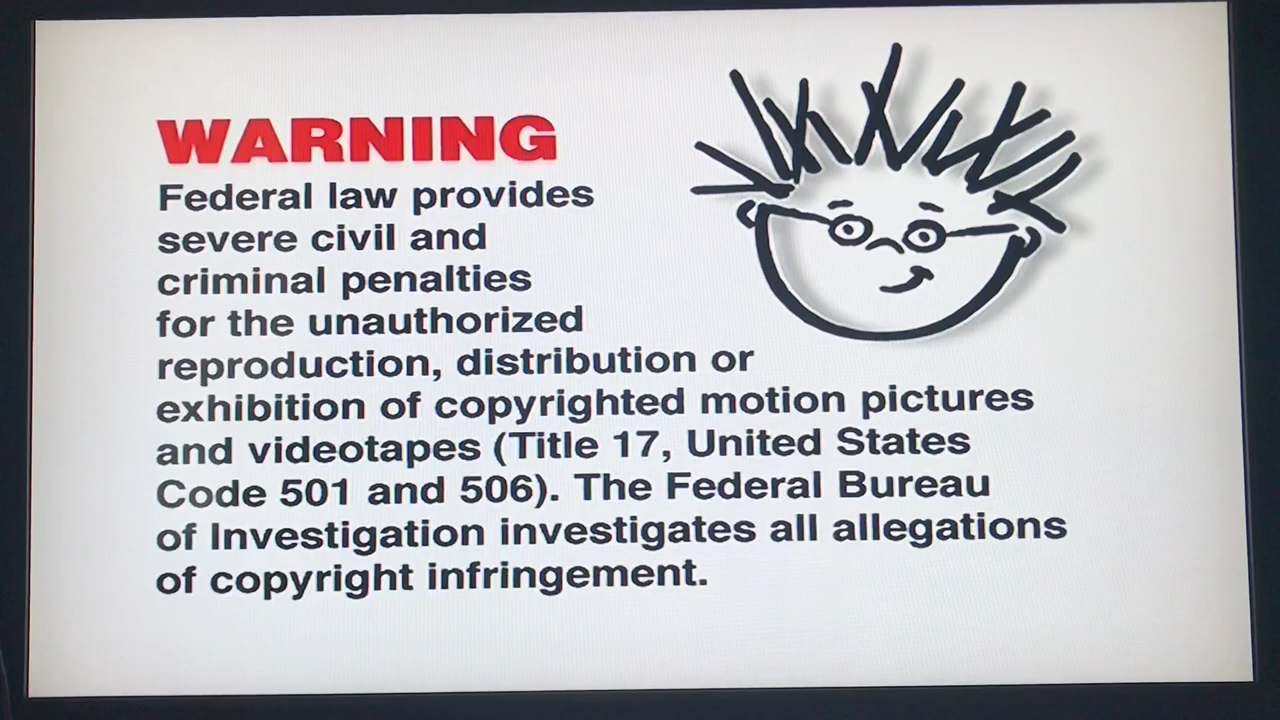 WARNING
Federal law provides
severe civil and
criminal penalties
for the unauthorized
reproduction, distribution or
exhibition of copyrighted motion pictures
and videotapes (Title 17, United States
Code 501 and 506). The Federal Bureau
of Investigation investigates all allegations
of copyright infringement.